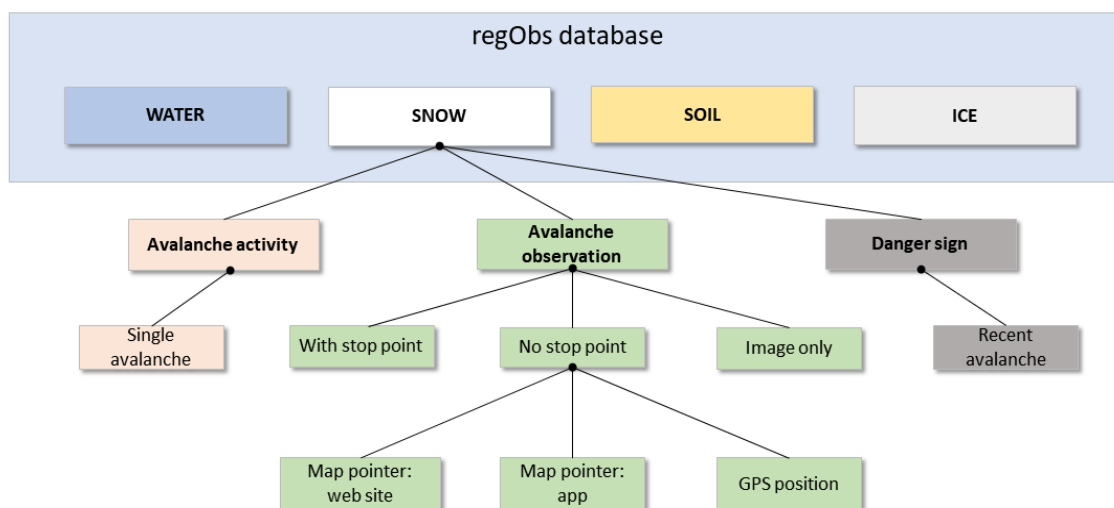 regObs database
WATER
SNOW
SOIL
ICE
Avalanche activity
Avalanche
observation
Danger sign
Single
avalanche
With stop point
No stop point
Image only
Recent
avalanche
Map pointer:
web site
Map pointer:
app
GPS position